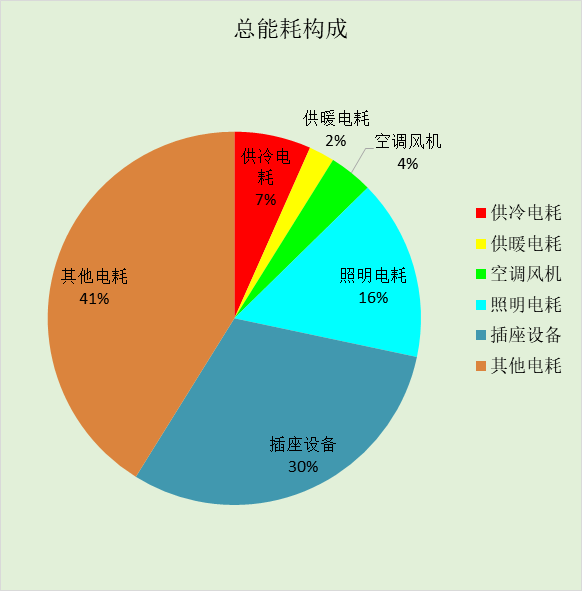 总能耗构成
供暖电耗
2%
空调风机
4%
供冷电
耗
7%
照明电耗
16%
其他电耗
41%
插座设备
30%
供冷电耗
供暖电耗
空调风机
照明电耗
插座设备
其他电耗